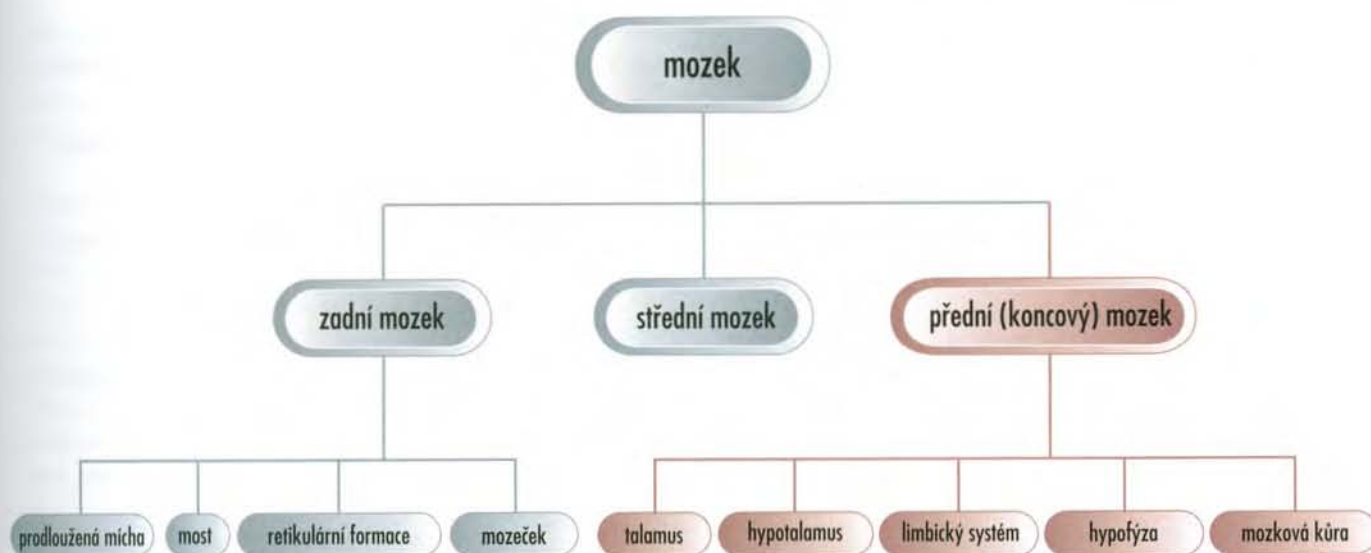 mozek
zadní mozek
střední mozek
přední (koncový) mozek
prodloužená mícha
most
retikulární formace
mozeček
talamus
hypotalamus
limbický systém
hypofýza
mozková kůra